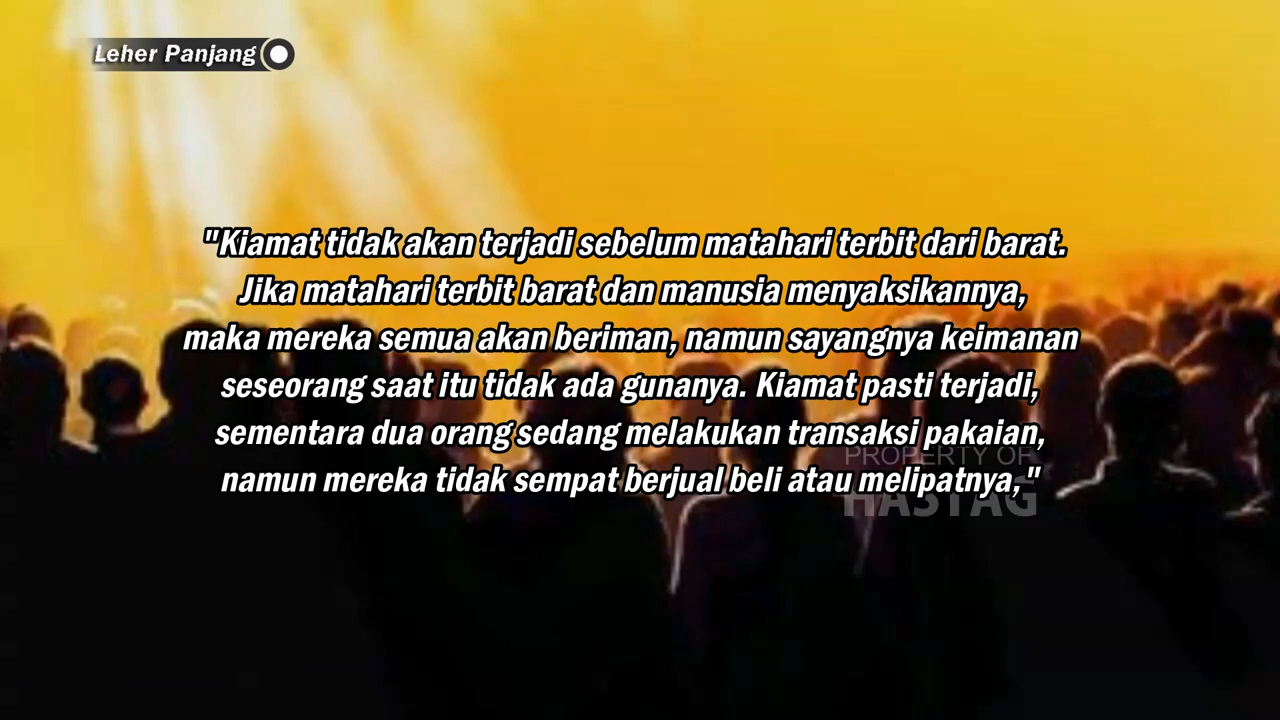 Leher Panjang
"Kiamat tidak akan terjadi sebelum matahari terbit dari barat.
Jika matahari terbit barat dan manusia menyaksikannya,
maka mereka semua akan beriman, namun sayangnya keimanan
seseorang saat itu tidak ada gunanya. Kiamat pasti terjadi,
sementara dua orang sedang melakukan transaksi pakaian,
namun mereka tidak sempat berjual beli atau melipatnya,"
PROPERTY OF
HASTAG